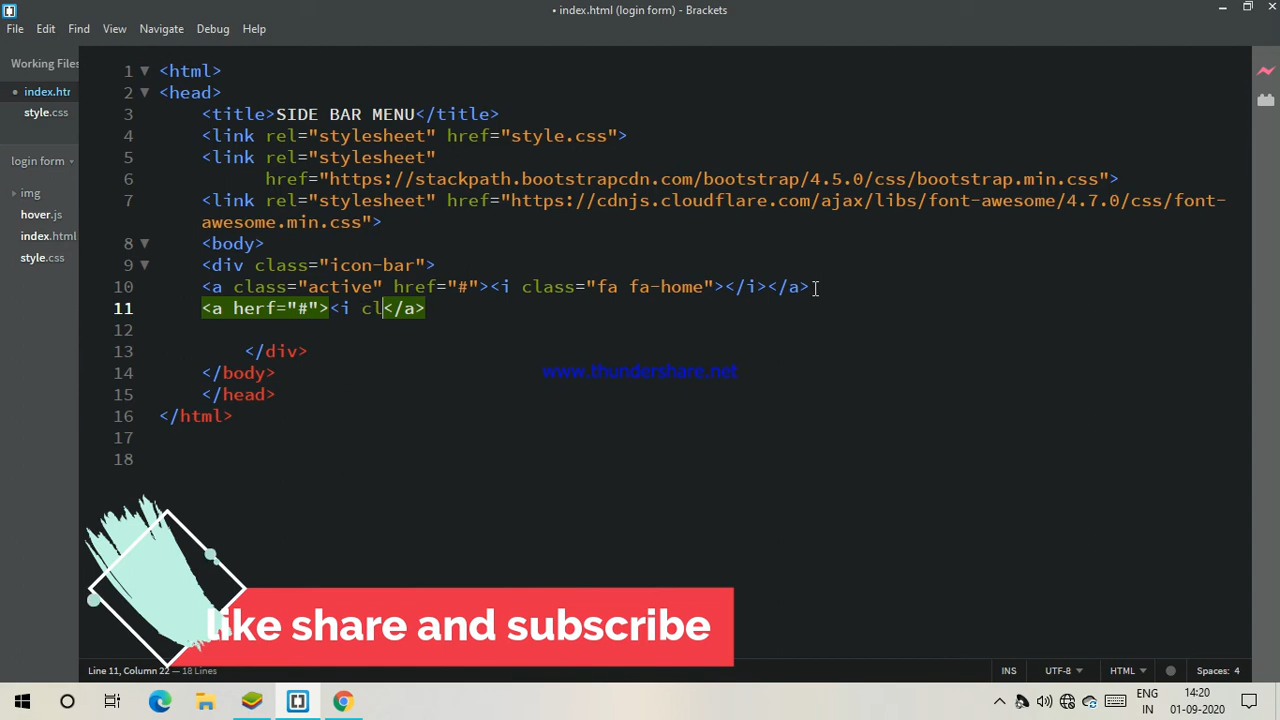 • index.html (login form) - Brackets
File Edit Find View Navigate Debug Help
Working Files
• index.htr
style.css
login form
img
hover.js
index.html
style.css
1 <html>
2 <head>
3 <title>SIDE BAR MENU</title>
4 <link rel="stylesheet" href="style.css">
5 <link rel="stylesheet"
6 href="https://stackpath.bootstrapcdn.com/bootstrap/4.5.0/css/bootstrap.min.css">
7 <link rel="stylesheet" href="https://cdnjs.cloudflare.com/ajax/libs/font-awesome/4.7.0/css/font-
awesome.min.css">
8 <body>
9 <div class="icon-bar">
10 <a class="active" href="#"><i class="fa fa-home"></i></a>
11 <a herf="#"><i cl</a>
12
13 </div>
14 </body>
15 </head>
16 </html>
17
18
www.thundershare.net
like share and subscribe
Line 11, Column 22 — 18 Lines
INS UTF-8 HTML Spaces: 4
ENG 14:20
IN 01-09-2020